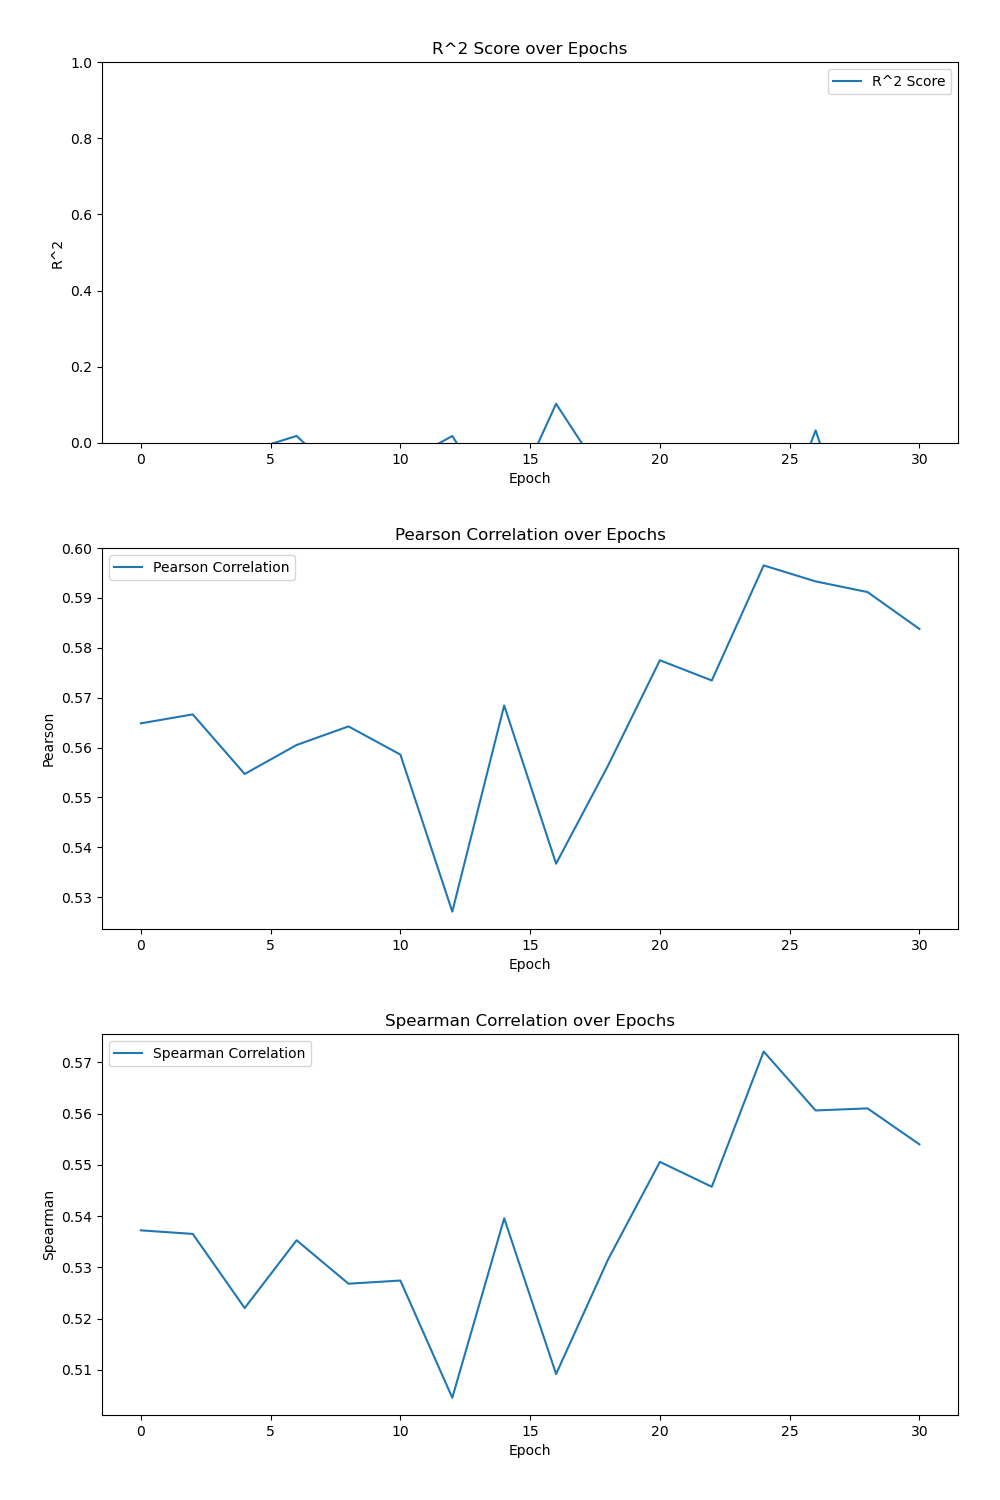 R^2 Score over Epochs
R^2 Score
1.0
0.8
0.6
0.4
0.2
0.0
R^2
0 5 10 15 20 25 30
Epoch
Pearson Correlation over Epochs
Pearson Correlation
0.60
0.59
0.58
0.57
0.56
0.55
0.54
0.53
Pearson
0 5 10 15 20 25 30
Epoch
Spearman Correlation over Epochs
Spearman Correlation
0.57
0.56
0.55
0.54
0.53
0.52
0.51
Spearman
0 5 10 15 20 25 30
Epoch